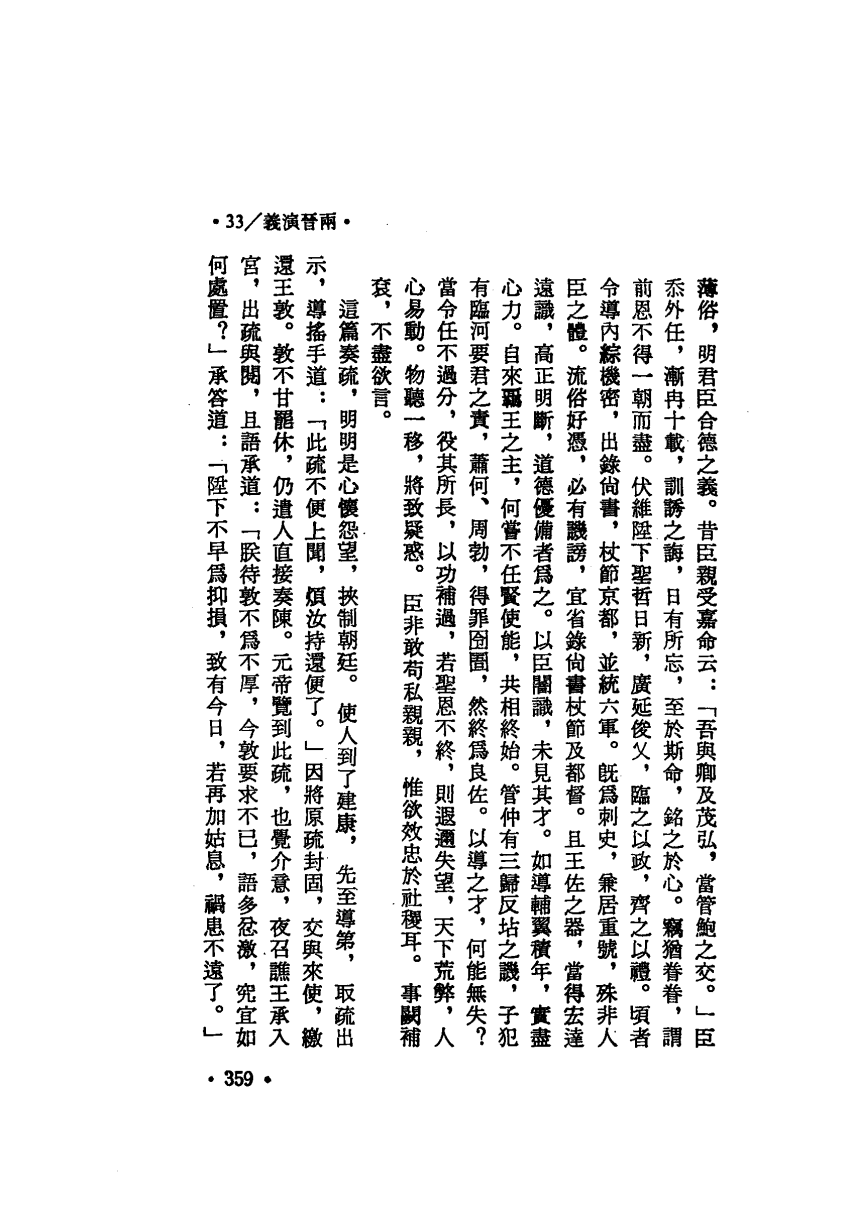 •33／義演晉兩•
薄俗，明君臣合德之義。昔臣親受嘉命云：「吾與卿及茂弘，當管鮑之交。」臣
忝外任，漸冉十載，訓誘之誨，日有所忘，至於斯命，銘之於心。竊猶眷眷，謂
前恩不得一朝而盡。伏維陛下聖哲日新，廣延俊乂，臨之以政，齊之以禮。頃者
令導內綜機密，出錄尚書，杖節京都，並統六軍。既爲刺史，兼居重號，殊非人
臣之體。流俗好憑，必有譏謗，宜省錄尚書杖節及都督。且王佐之器，當得宏達
遠識，高正明斷，道德優備者爲之。以臣闇識，未見其才。如導輔翼積年，實盡
心力。自來霸王之主，何嘗不任賢使能，共相終始。管仲有三歸反坫之譏，子犯
有臨河要君之責，蕭何、周勃，得罪囹圄，然終爲良佐。以導之才，何能無失？
當令任不過分，役其所長，以功補過，若聖恩不終，則遐邇失望，天下荒弊，人
心易動。物聽一移，將致疑惑。臣非敢苟私親親，惟欲效忠於社稷耳。事闕補
袞，不盡欲言。
這篇奏疏，明明是心懷怨望，挾制朝廷。使人到了建康，先至導第，取疏出
示，導搖手道：「此疏不便上聞，煩汝持還便了。」因將原疏封固，交與來使，繳
還王敦。敦不甘罷休，仍遣人直接奏陳。元帝覽到此疏，也覺介意，夜召譙王承入
宮，出疏與閱，且語承道：「朕待敦不爲不厚，今敦要求不已，語多忿激，究宜如
何處置？」承答道：「陛下不早爲抑損，致有今日，若再加姑息，禍患不遠了。」
•359•